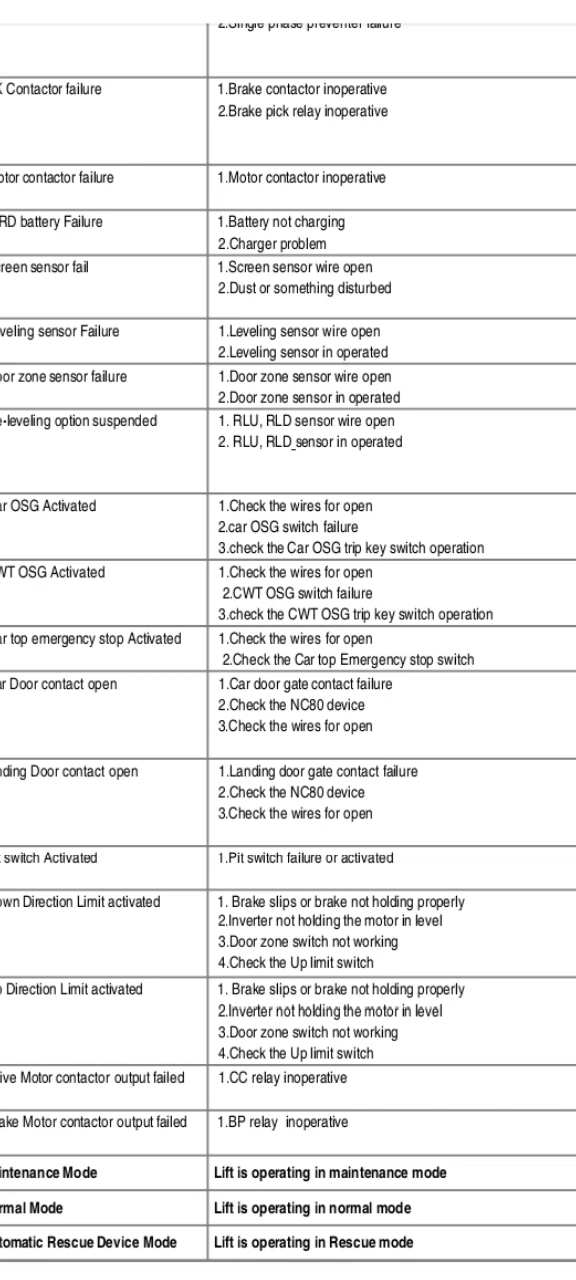 2.Single phase preventer failure
K Contactor failure
1.Brake contactor inoperative
2.Brake pick relay inoperative
otor contactor failure
1.Motor contactor inoperative
RD battery Failure
1.Battery not charging
2.Charger problem
creen sensor fail
1.Screen sensor wire open
2.Dust or something disturbed
veling sensor Failure
1.Leveling sensor wire open
2.Leveling sensor in operated
oor zone sensor failure
1.Door zone sensor wire open
2.Door zone sensor in operated
e-leveling option suspended
1. RLU, RLD sensor wire open
2. RLU, RLD_sensor in operated
ar OSG Activated
1.Check the wires for open
2.car OSG switch failure
3.check the Car OSG trip key switch operation
WT OSG Activated
1.Check the wires for open
2.CWT OSG switch failure
3.check the CWT OSG trip key switch operation
ar top emergency stop Activated
1.Check the wires for open
2.Check the Car top Emergency stop switch
ar Door contact open
1.Car door gate contact failure
2.Check the NC80 device
3.Check the wires for open
nding Door contact open
1.Landing door gate contact failure
2.Check the NC80 device
3.Check the wires for open
t switch Activated
1.Pit switch failure or activated
own Direction Limit activated
1. Brake slips or brake not holding properly
2.Inverter not holding the motor in level
3.Door zone switch not working
4.Check the Up limit switch
p Direction Limit activated
1. Brake slips or brake not holding properly
2.Inverter not holding the motor in level
3.Door zone switch not working
4.Check the Up limit switch
ive Motor contactor output failed
1.CC relay inoperative
ake Motor contactor output failed
1.BP relay inoperative
intenance Mode
Lift is operating in maintenance mode
rmal Mode
Lift is operating in normal mode
tomatic Rescue Device Mode
Lift is operating in Rescue mode